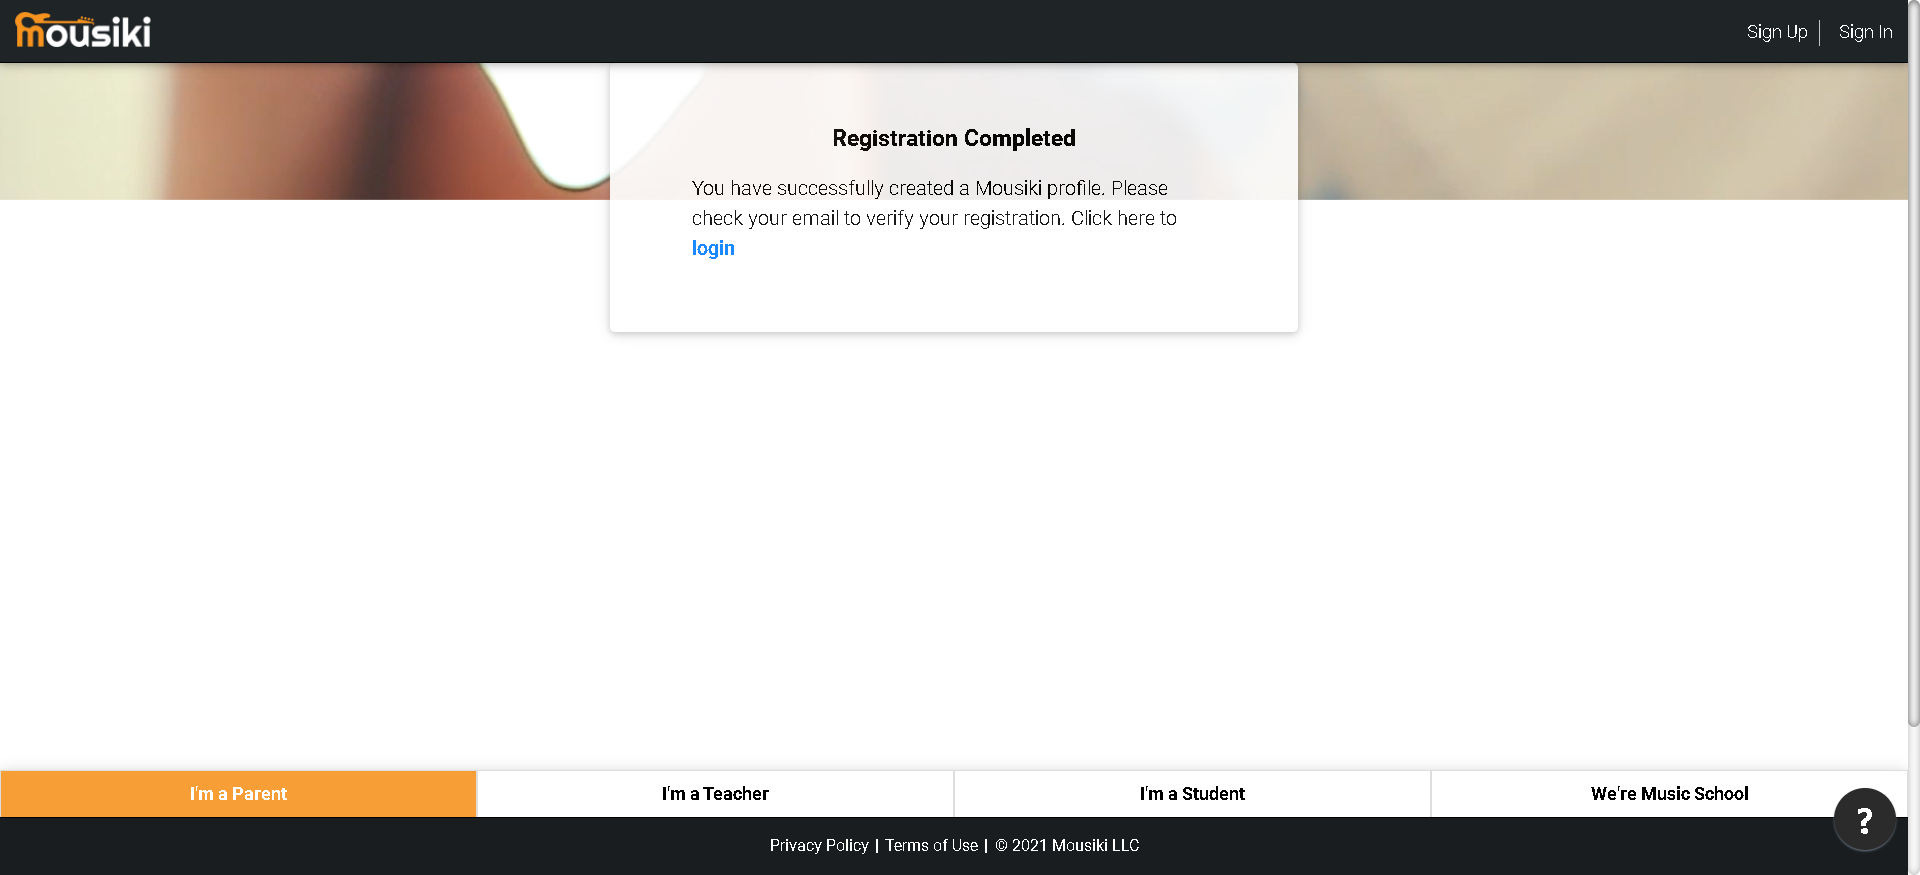 mousiki
Sign Up
Sign In
Registration Completed
You have successfully created a Mousiki profile. Please
check your email to verify your registration. Click here to
login
I'm a Parent
I'm a Teacher
I'm a Student
We're Music School
?
Privacy Policy | Terms of Use | © 2021 Mousiki LLC